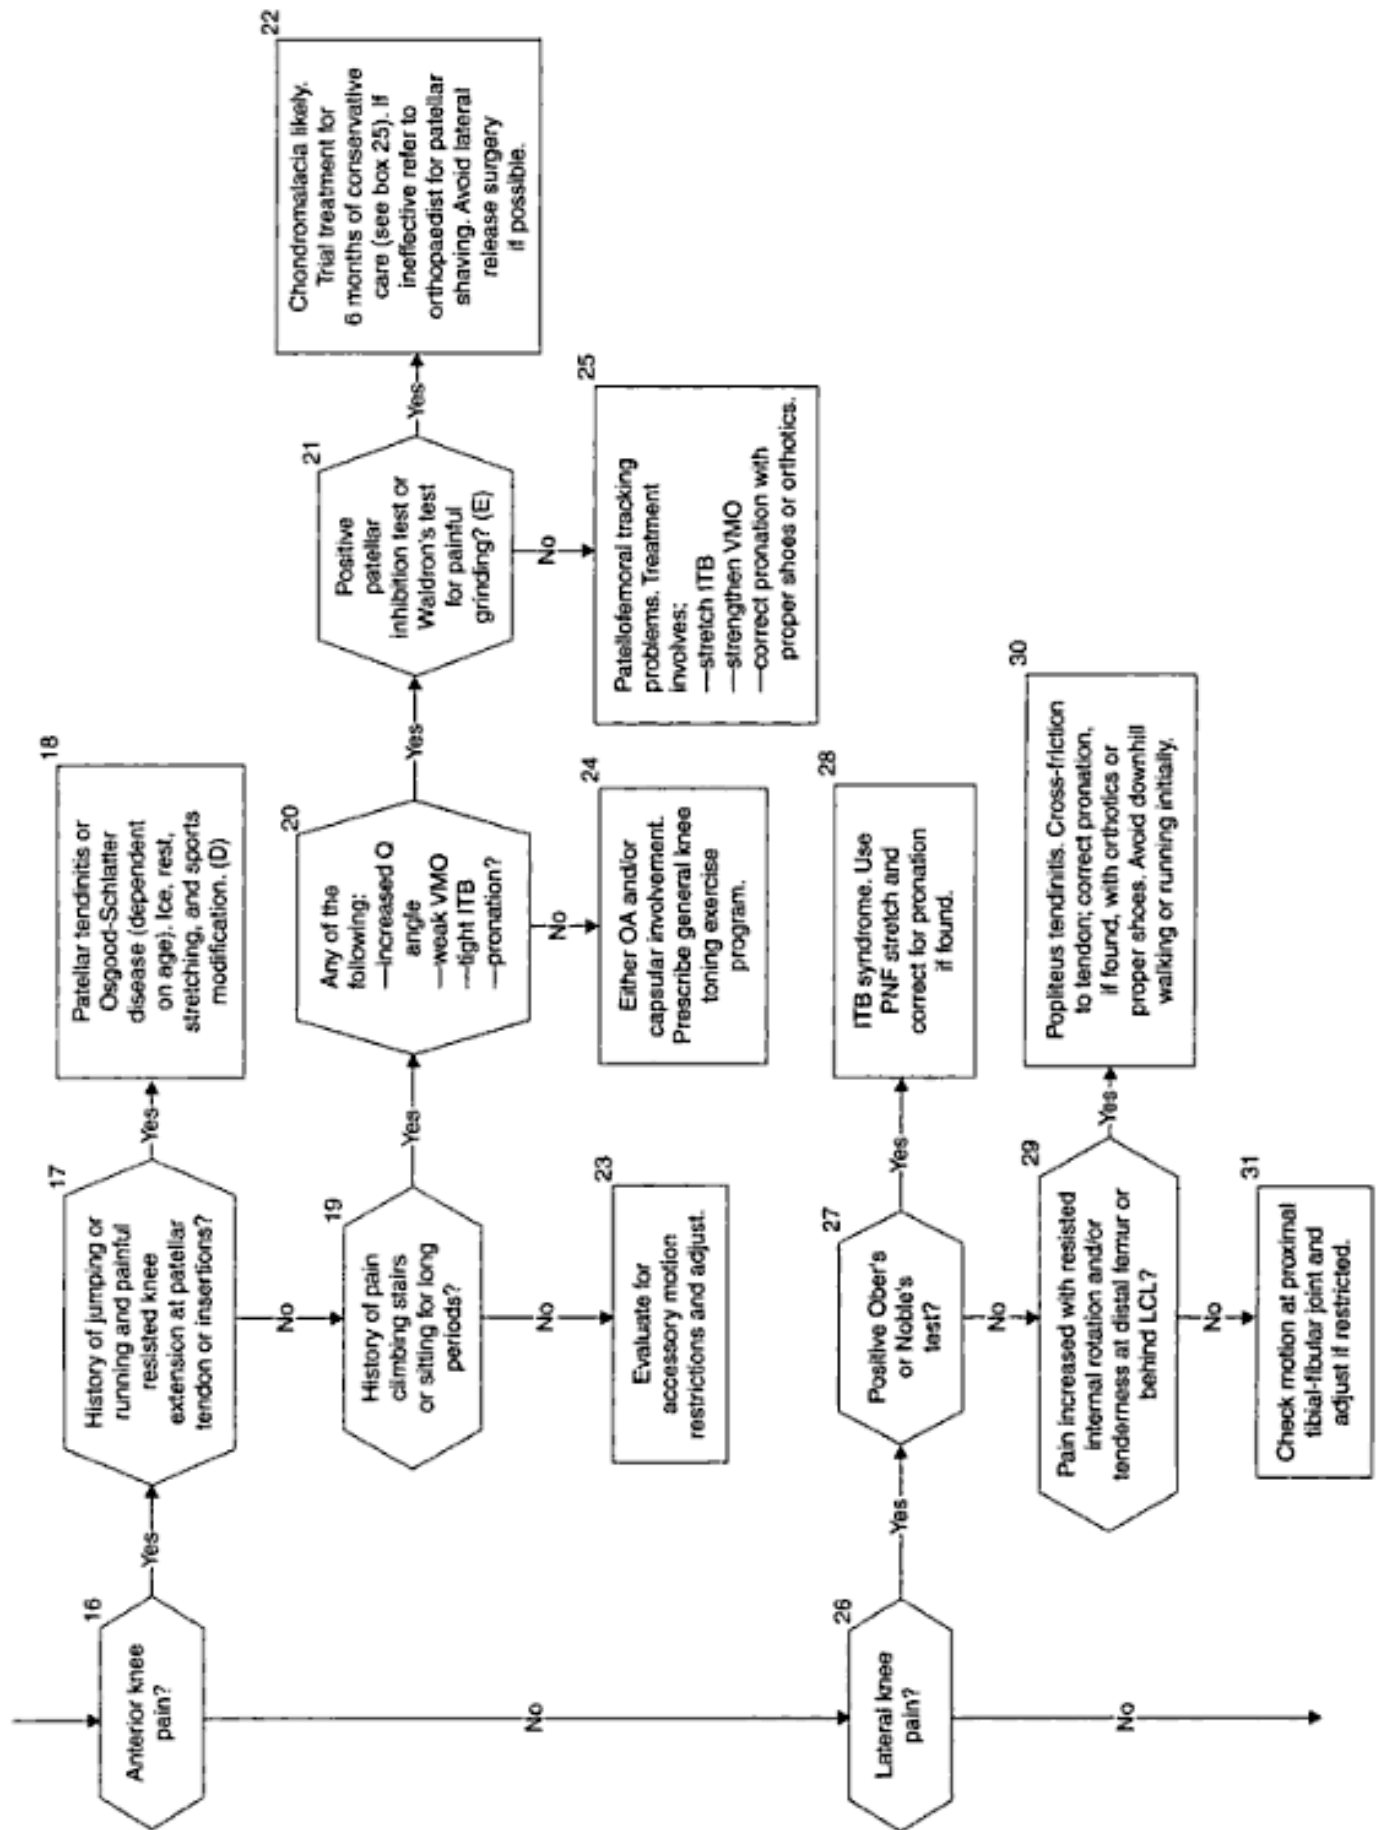 16
Anterior knee
pain?
Yes
17
History of jumping or
running and painful
resisted knee
extension at patellar
tendon or insertions?
Yes
18
Patellar tendinitis or
Osgood-Schlatter
disease (dependent
on age). Ice, rest,
stretching, and sports
modification. (D)
No
19
History of pain
climbing stairs
or sitting for long
periods?
Yes
20
Any of the
following:
—increased Q
angle
—weak VMO
—tight ITB
—pronation?
Yes
21
Positive
patellar
inhibition test or
Waldron's test
for painful
grinding? (E)
Yes
22
Chondromalacia likely.
Trial treatment for
6 months of conservative
care (see box 25). If
ineffective refer to
orthopaedist for patellar
shaving. Avoid lateral
release surgery
if possible.
No
23
Evaluate for
accessory motion
restrictions and adjust.
No
24
Either OA and/or
capsular involvement.
Prescribe general knee
toning exercise
program.
No
25
Patellofemoral tracking
problems. Treatment
involves:
—stretch ITB
—strengthen VMO
—correct pronation with
proper shoes or orthotics.
No
26
Lateral knee
pain?
Yes
27
Positive Ober's
or Noble's
test?
Yes
28
ITB syndrome. Use
PNF stretch and
correct for pronation
if found.
No
29
Pain increased with resisted
internal rotation and/or
tenderness at distal femur or
behind LCL?
Yes
30
Popliteus tendinitis. Cross-friction
to tendon; correct pronation,
if found, with orthotics or
proper shoes. Avoid downhill
walking or running initially.
No
31
Check motion at proximal
tibial-fibular joint and
adjust if restricted.
No